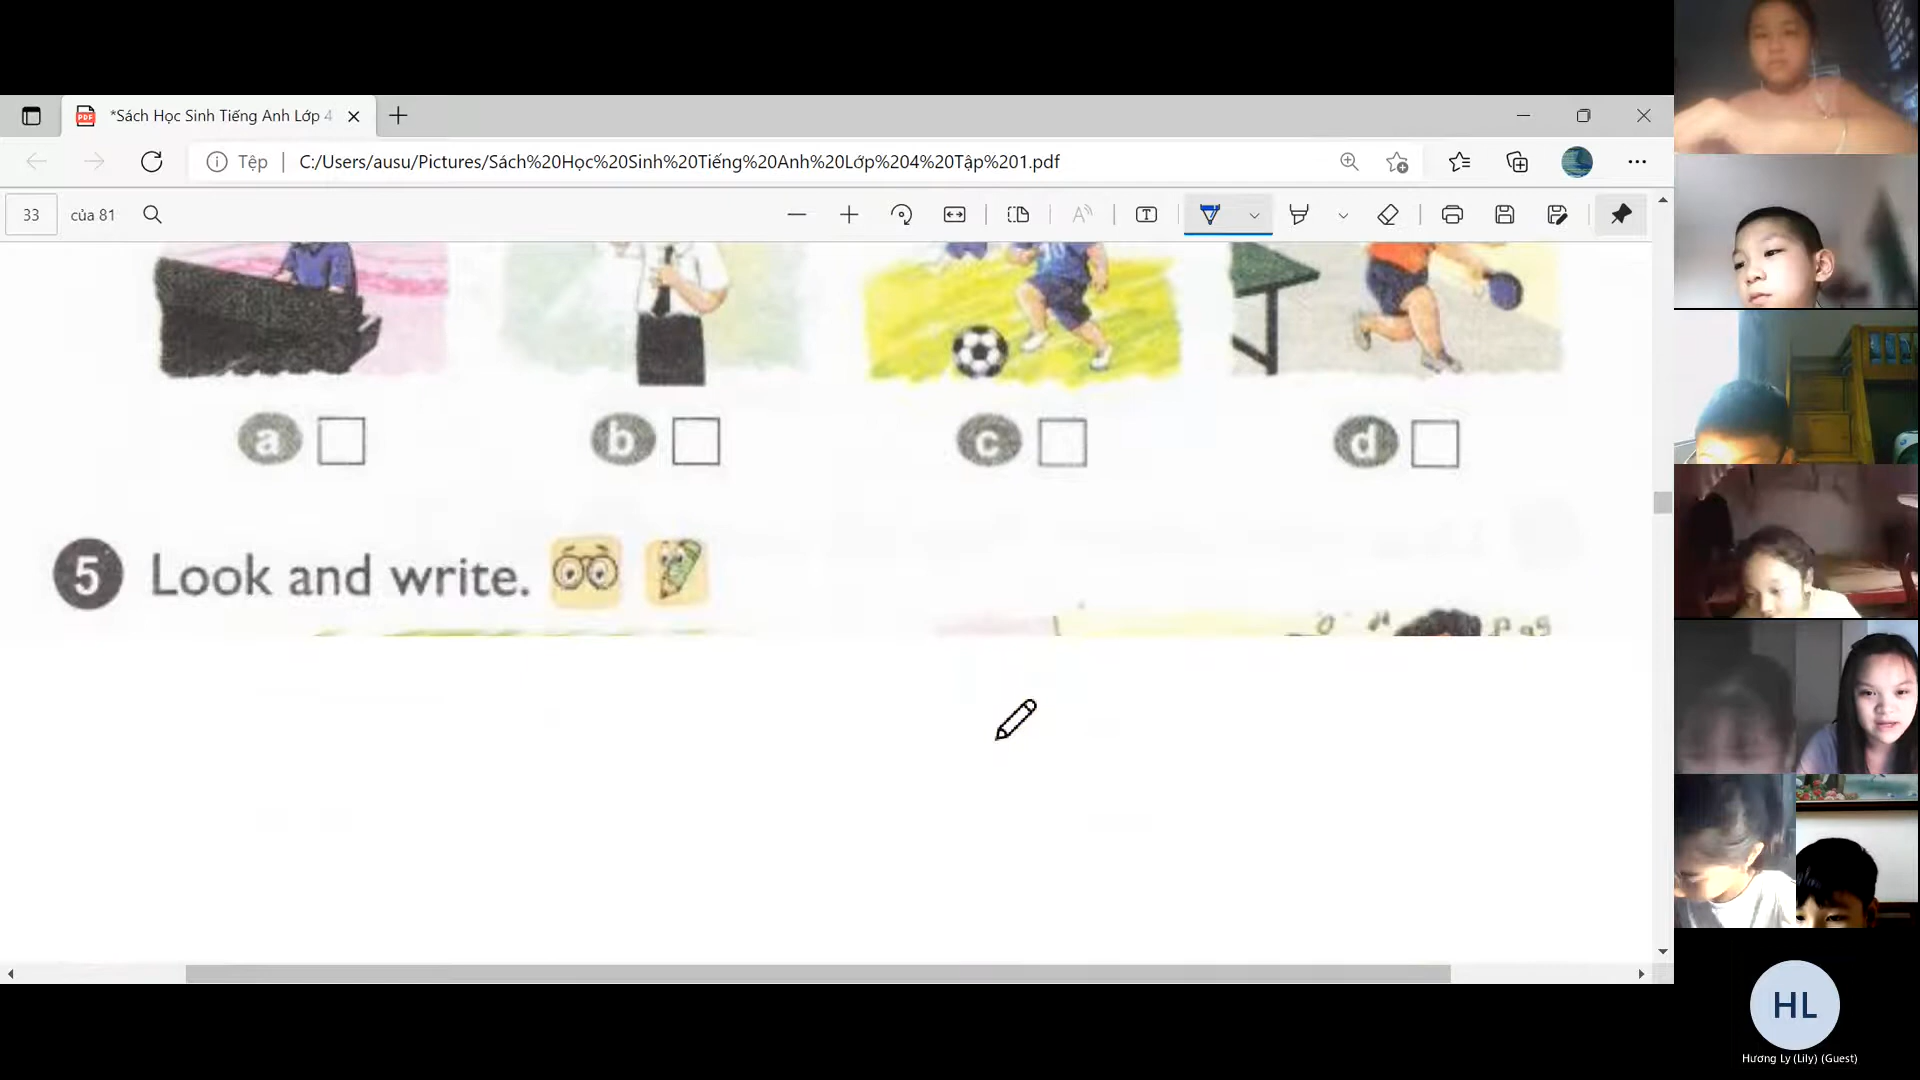 *Sách Học Sinh Tiếng Anh Lớp 4
Tệp
C:/Users/ausu/Pictures/Sách%20Học%20Sinh%20Tiếng%20Anh%20Lớp%204%20Tập%201.pdf
33
của 81
a
b
c
d
5 Look and write.
HL
Hương Ly (Lily) (Guest)